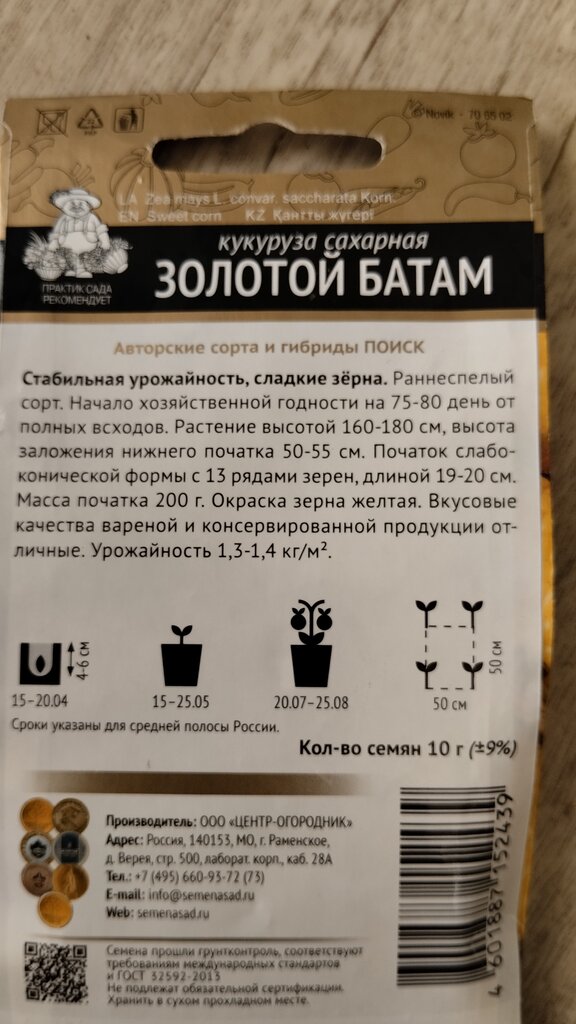 © Novik - 70 85 02
LA Zea mays L. convar. saccharata Korn.
EN Sweet corn KZ Қантты жүгері
ПРАКТИК САДА
РЕКОМЕНДУЕТ
кукуруза сахарная
ЗОЛОТОЙ БАТАМ
Авторские сорта и гибриды ПОИСК
Стабильная урожайность, сладкие зёрна. Раннеспелый
сорт. Начало хозяйственной годности на 75-80 день от
полных всходов. Растение высотой 160-180 см, высота
заложения нижнего початка 50-55 см. Початок слабо-
конической формы с 13 рядами зерен, длиной 19-20 см.
Масса початка 200 г. Окраска зерна желтая. Вкусовые
качества вареной и консервированной продукции от-
личные. Урожайность 1,3-1,4 кг/м².
4-6 см
50 см
15-20.04
15-25.05
20.07-25.08
50 см
Сроки указаны для средней полосы России.
Кол-во семян 10 г (±9%)
Производитель: ООО «ЦЕНТР-ОГОРОДНИК»
Адрес: Россия, 140153, МО, г. Раменское,
д. Верея, стр. 500, лаборат. корп., каб. 28А
Тел.: +7 (495) 660-93-72 (73)
E-mail: info@semenasad.ru
Web: semenasad.ru
Семена прошли грунтконтроль, соответствуют
требованиям международных стандартов
и ГОСТ 32592-2013
Не подлежат обязательной сертификации.
Хранить в сухом прохладном месте.
4 601887 152439